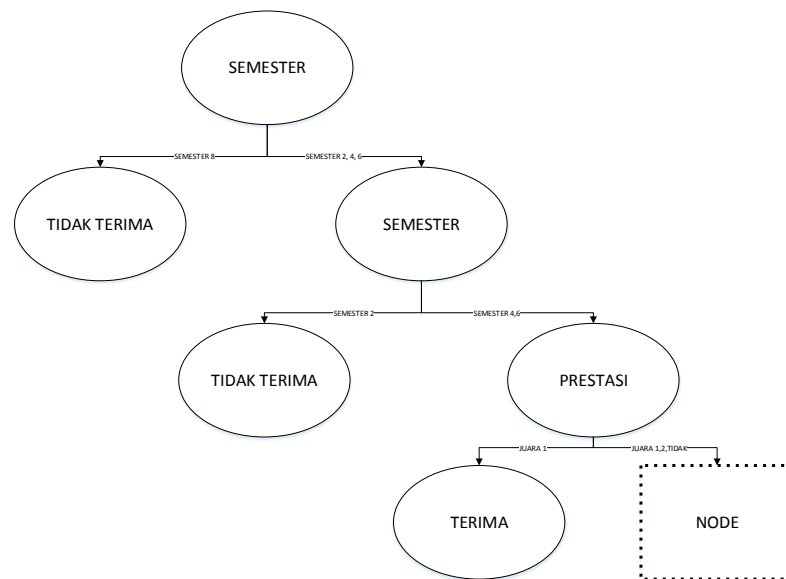 SEMESTER
SEMESTER 8
SEMESTER 2, 4, 6
TIDAK TERIMA
SEMESTER
SEMESTER 2
SEMESTER 4,6
TIDAK TERIMA
PRESTASI
JUARA 1
JUARA 1,2,TIDAK
TERIMA
NODE